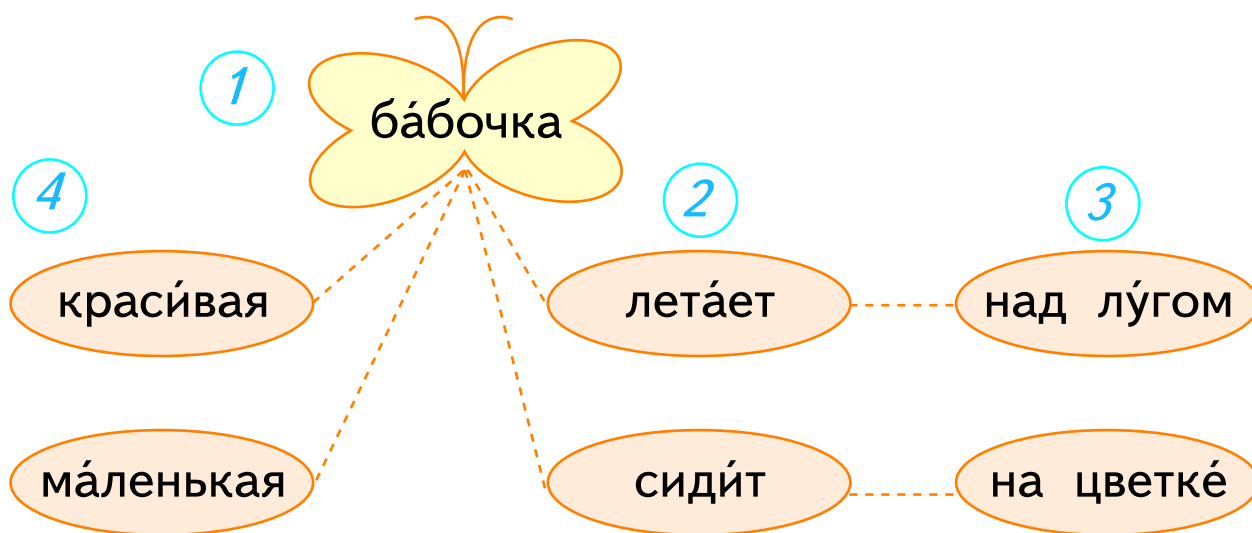 1
ба́бочка
4
2
3
краси́вая
лета́ет
над лу́гом
ма́ленькая
сиди́т
на цветке́